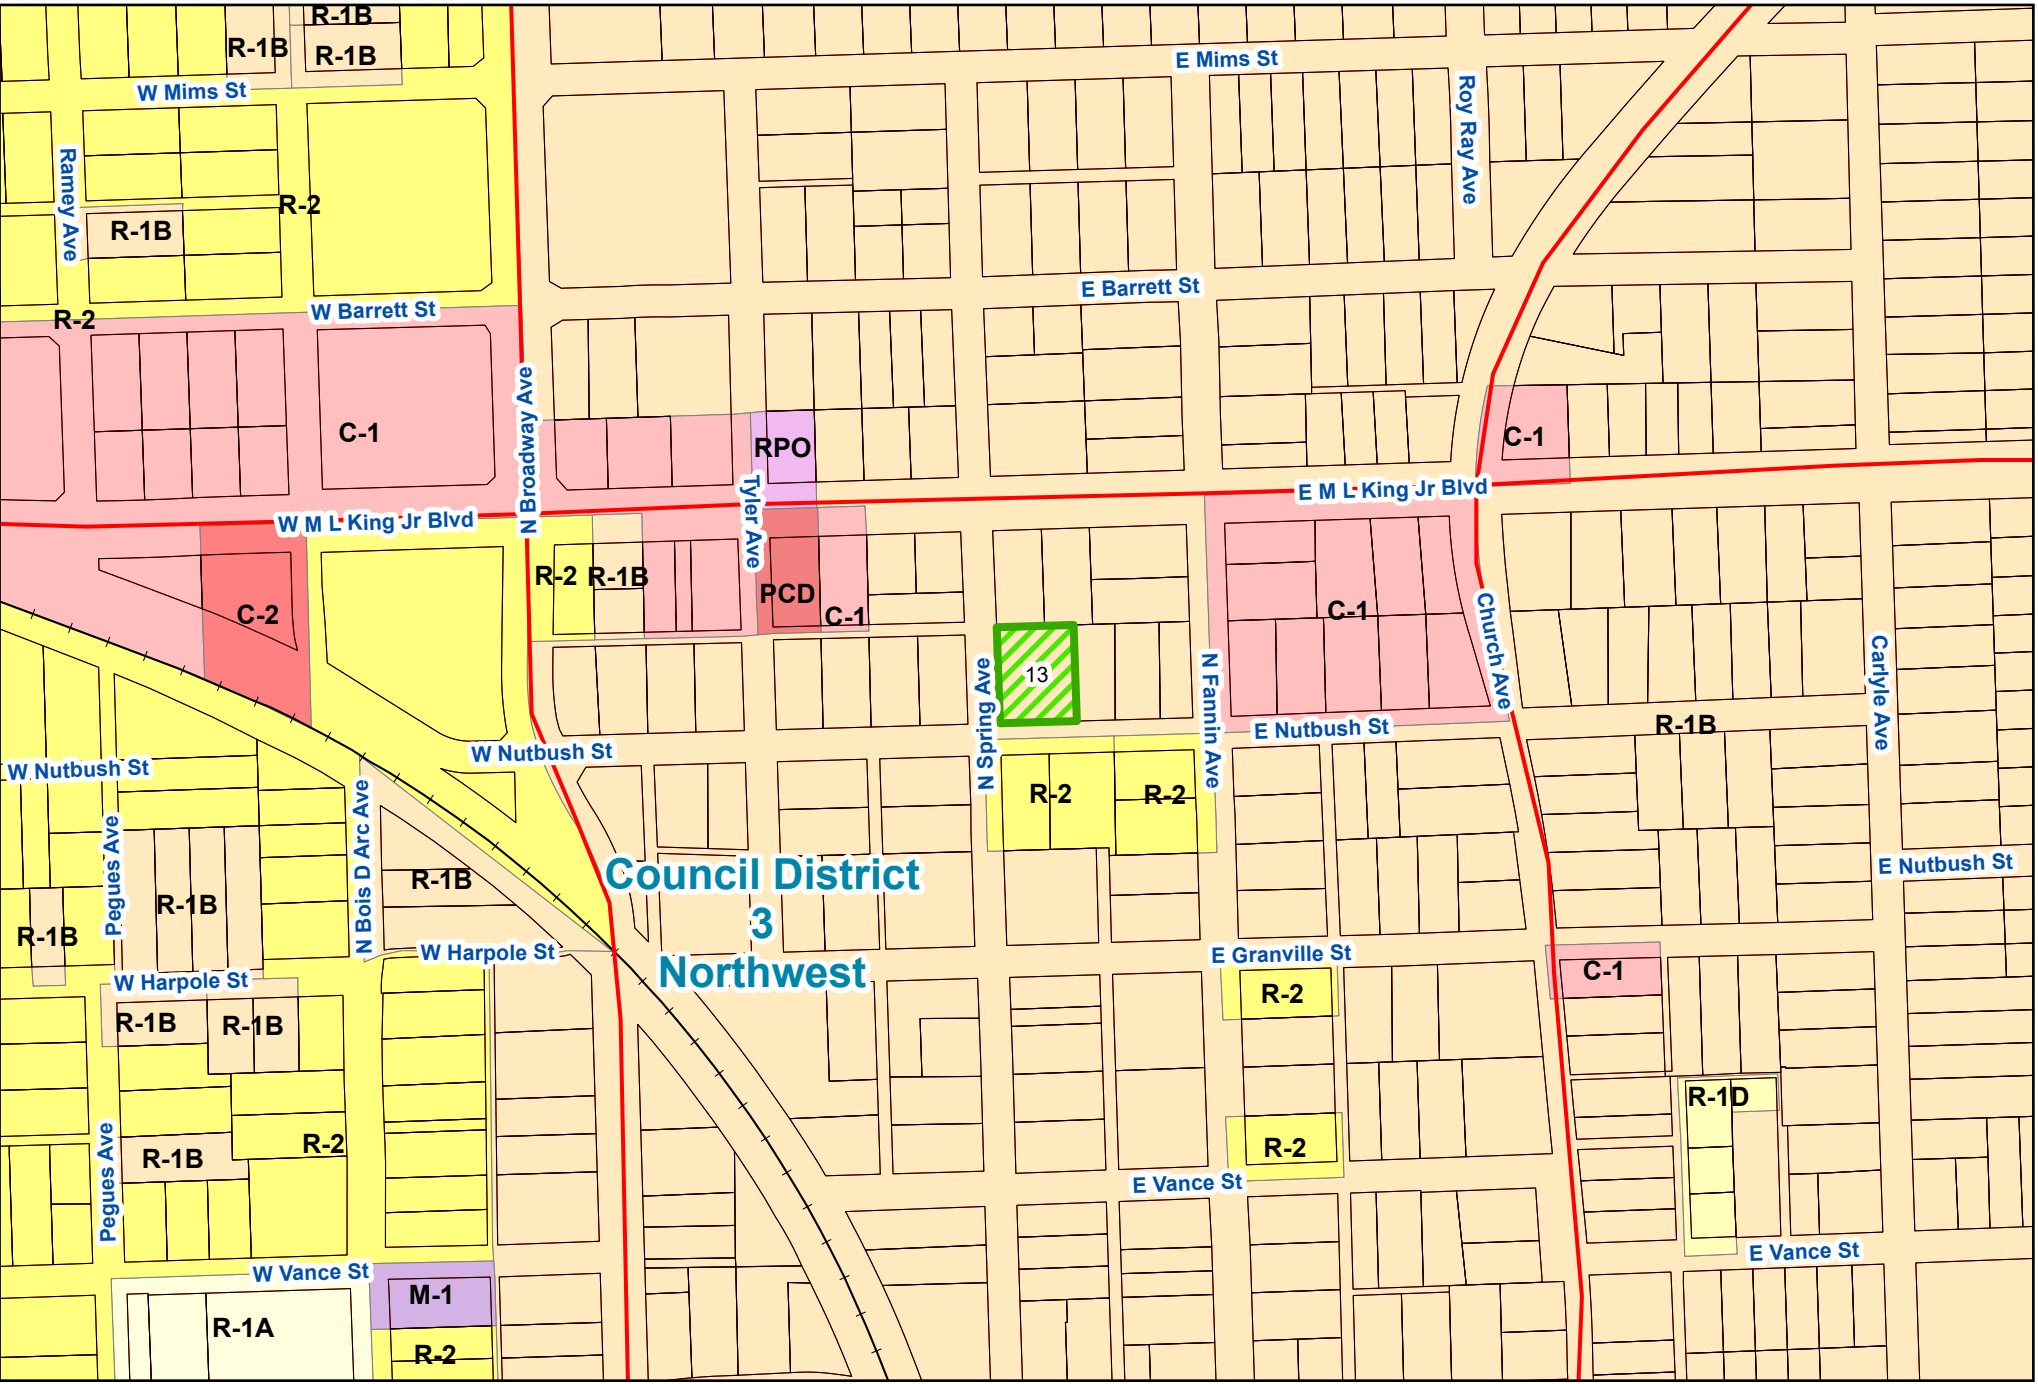 R-1B
R-1B
R-1B
W Mims St
E Mims St
Roy Ray Ave
Ramey Ave
R-2
R-1B
E Barrett St
W Barrett St
R-2
C-1
N Broadway Ave
RPO
C-1
Tyler Ave
E M L King Jr Blvd
W M L King Jr Blvd
C-2
R-2
R-1B
PCD
C-1
C-1
Church Ave
13
N Spring Ave
N Fannin Ave
Carlyle Ave
R-1B
E Nutbush St
W Nutbush St
W Nutbush St
R-2
R-2
Pegues Ave
N Bois D Arc Ave
Council District
3
Northwest
E Nutbush St
R-1B
R-1B
R-1B
W Harpole St
E Granville St
C-1
W Harpole St
R-2
R-1B
R-1B
R-1D
Pegues Ave
R-2
R-2
R-1B
E Vance St
E Vance St
W Vance St
M-1
R-1A
R-2